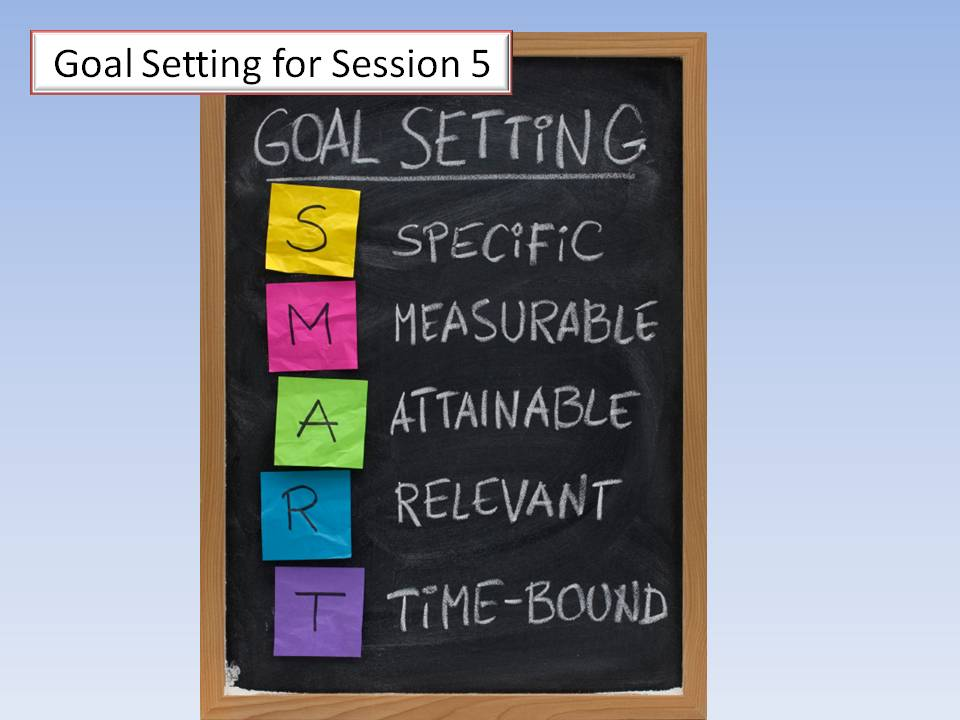 Goal Setting for Session 5
GOAL SETTiNG
S SPECiFiC
M MEASURABLE
A ATTAINABLE
R RELEVANT
T TiME-BOUND